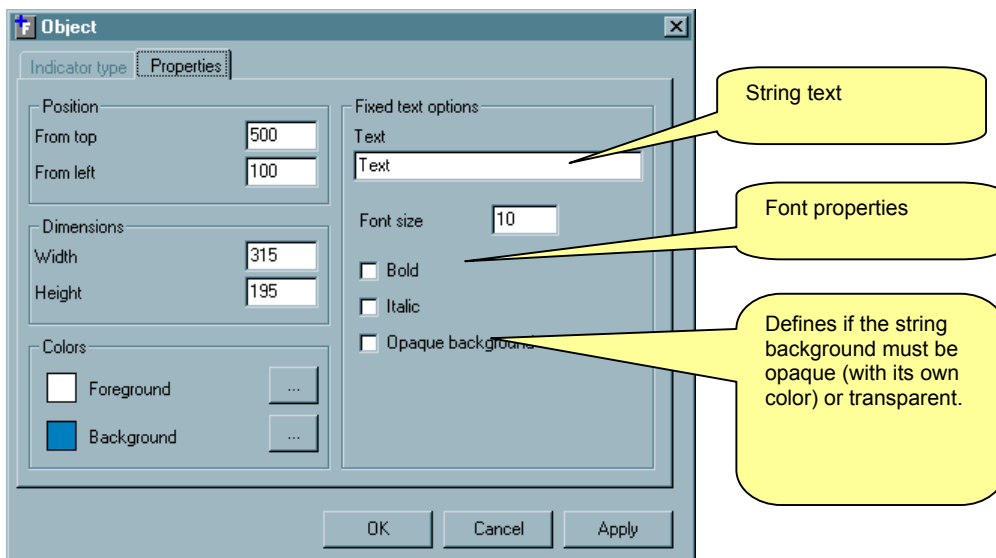 Object
Indicator type Properties
Position
From top 500
From left 100
Dimensions
Width 315
Height 195
Colors
Foreground ...
Background ...
Fixed text options
Text
Text
Font size 10
Bold
Italic
Opaque background
OK Cancel Apply
String text
Font properties
Defines if the string
background must be
opaque (with its own
color) or transparent.